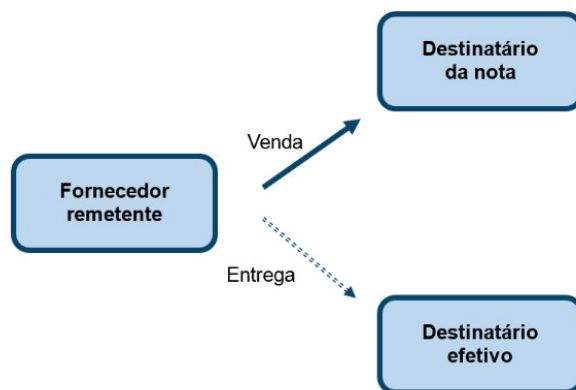 Destinatário
da nota
Venda
Fornecedor
remetente
Entrega
Destinatário
efetivo